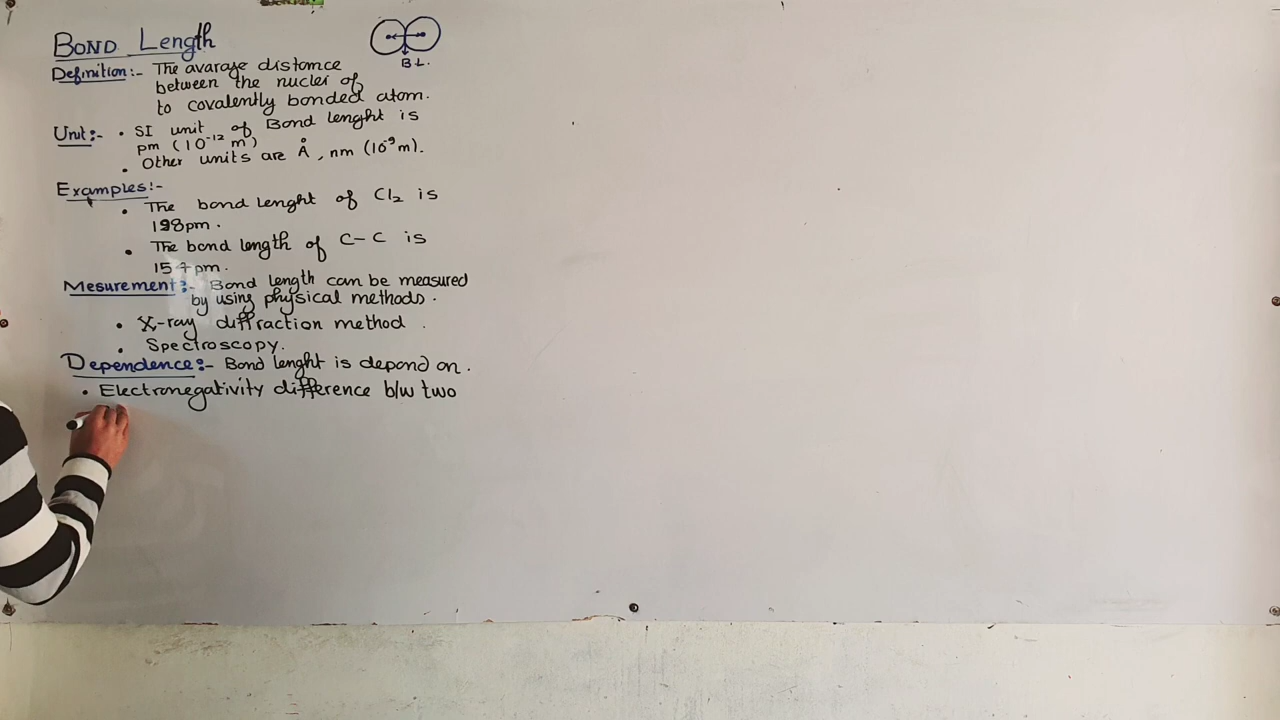 BOND Length
B.L.
Definition:- The avarage distance
between the nuclei of
to covalently bonded atom.
Unit:- • SI unit of Bond lenght is
pm (10⁻¹² m)
• Other units are Å, nm (10⁻⁹m).
Examples:-
• The bond lenght of Cl₂ is
198pm.
• The bond length of C-C is
154pm.
Mesurement:- Bond length can be measured
by using physical methods.
• X-ray diffraction method.
• Spectroscopy.
Dependence:- Bond lenght is depond on.
• Electronegativity difference b/w two